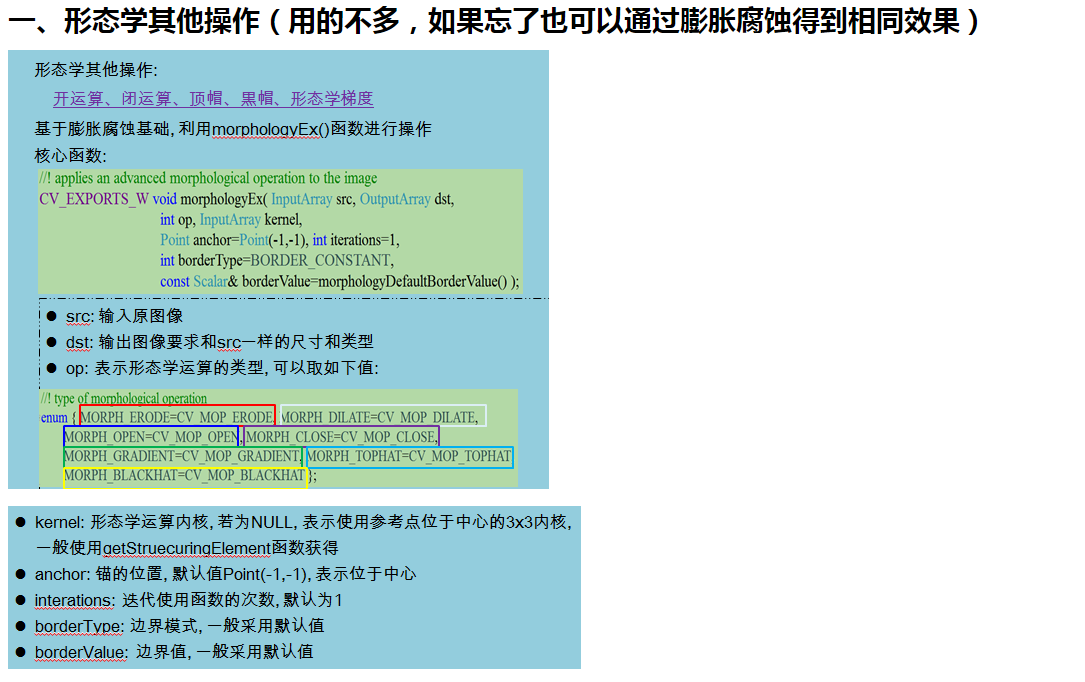 一、形态学其他操作（用的不多，如果忘了也可以通过膨胀腐蚀得到相同效果）
形态学其他操作:
开运算、闭运算、顶帽、黑帽、形态学梯度
基于膨胀腐蚀基础, 利用morphologyEx()函数进行操作
核心函数:
//! applies an advanced morphological operation to the image
CV_EXPORTS_W void morphologyEx( InputArray src, OutputArray dst,
int op, InputArray kernel,
Point anchor=Point(-1,-1), int iterations=1,
int borderType=BORDER_CONSTANT,
const Scalar& borderValue=morphologyDefaultBorderValue() );
● src: 输入原图像
● dst: 输出图像要求和src一样的尺寸和类型
● op: 表示形态学运算的类型, 可以取如下值:
//! type of morphological operation
enum { MORPH_ERODE=CV_MOP_ERODE, MORPH_DILATE=CV_MOP_DILATE,
MORPH_OPEN=CV_MOP_OPEN, MORPH_CLOSE=CV_MOP_CLOSE,
MORPH_GRADIENT=CV_MOP_GRADIENT, MORPH_TOPHAT=CV_MOP_TOPHAT
MORPH_BLACKHAT=CV_MOP_BLACKHAT };
● kernel: 形态学运算内核, 若为NULL, 表示使用参考点位于中心的3x3内核,
一般使用getStruecuringElement函数获得
● anchor: 锚的位置, 默认值Point(-1,-1), 表示位于中心
● interations: 迭代使用函数的次数, 默认为1
● borderType: 边界模式, 一般采用默认值
● borderValue: 边界值, 一般采用默认值